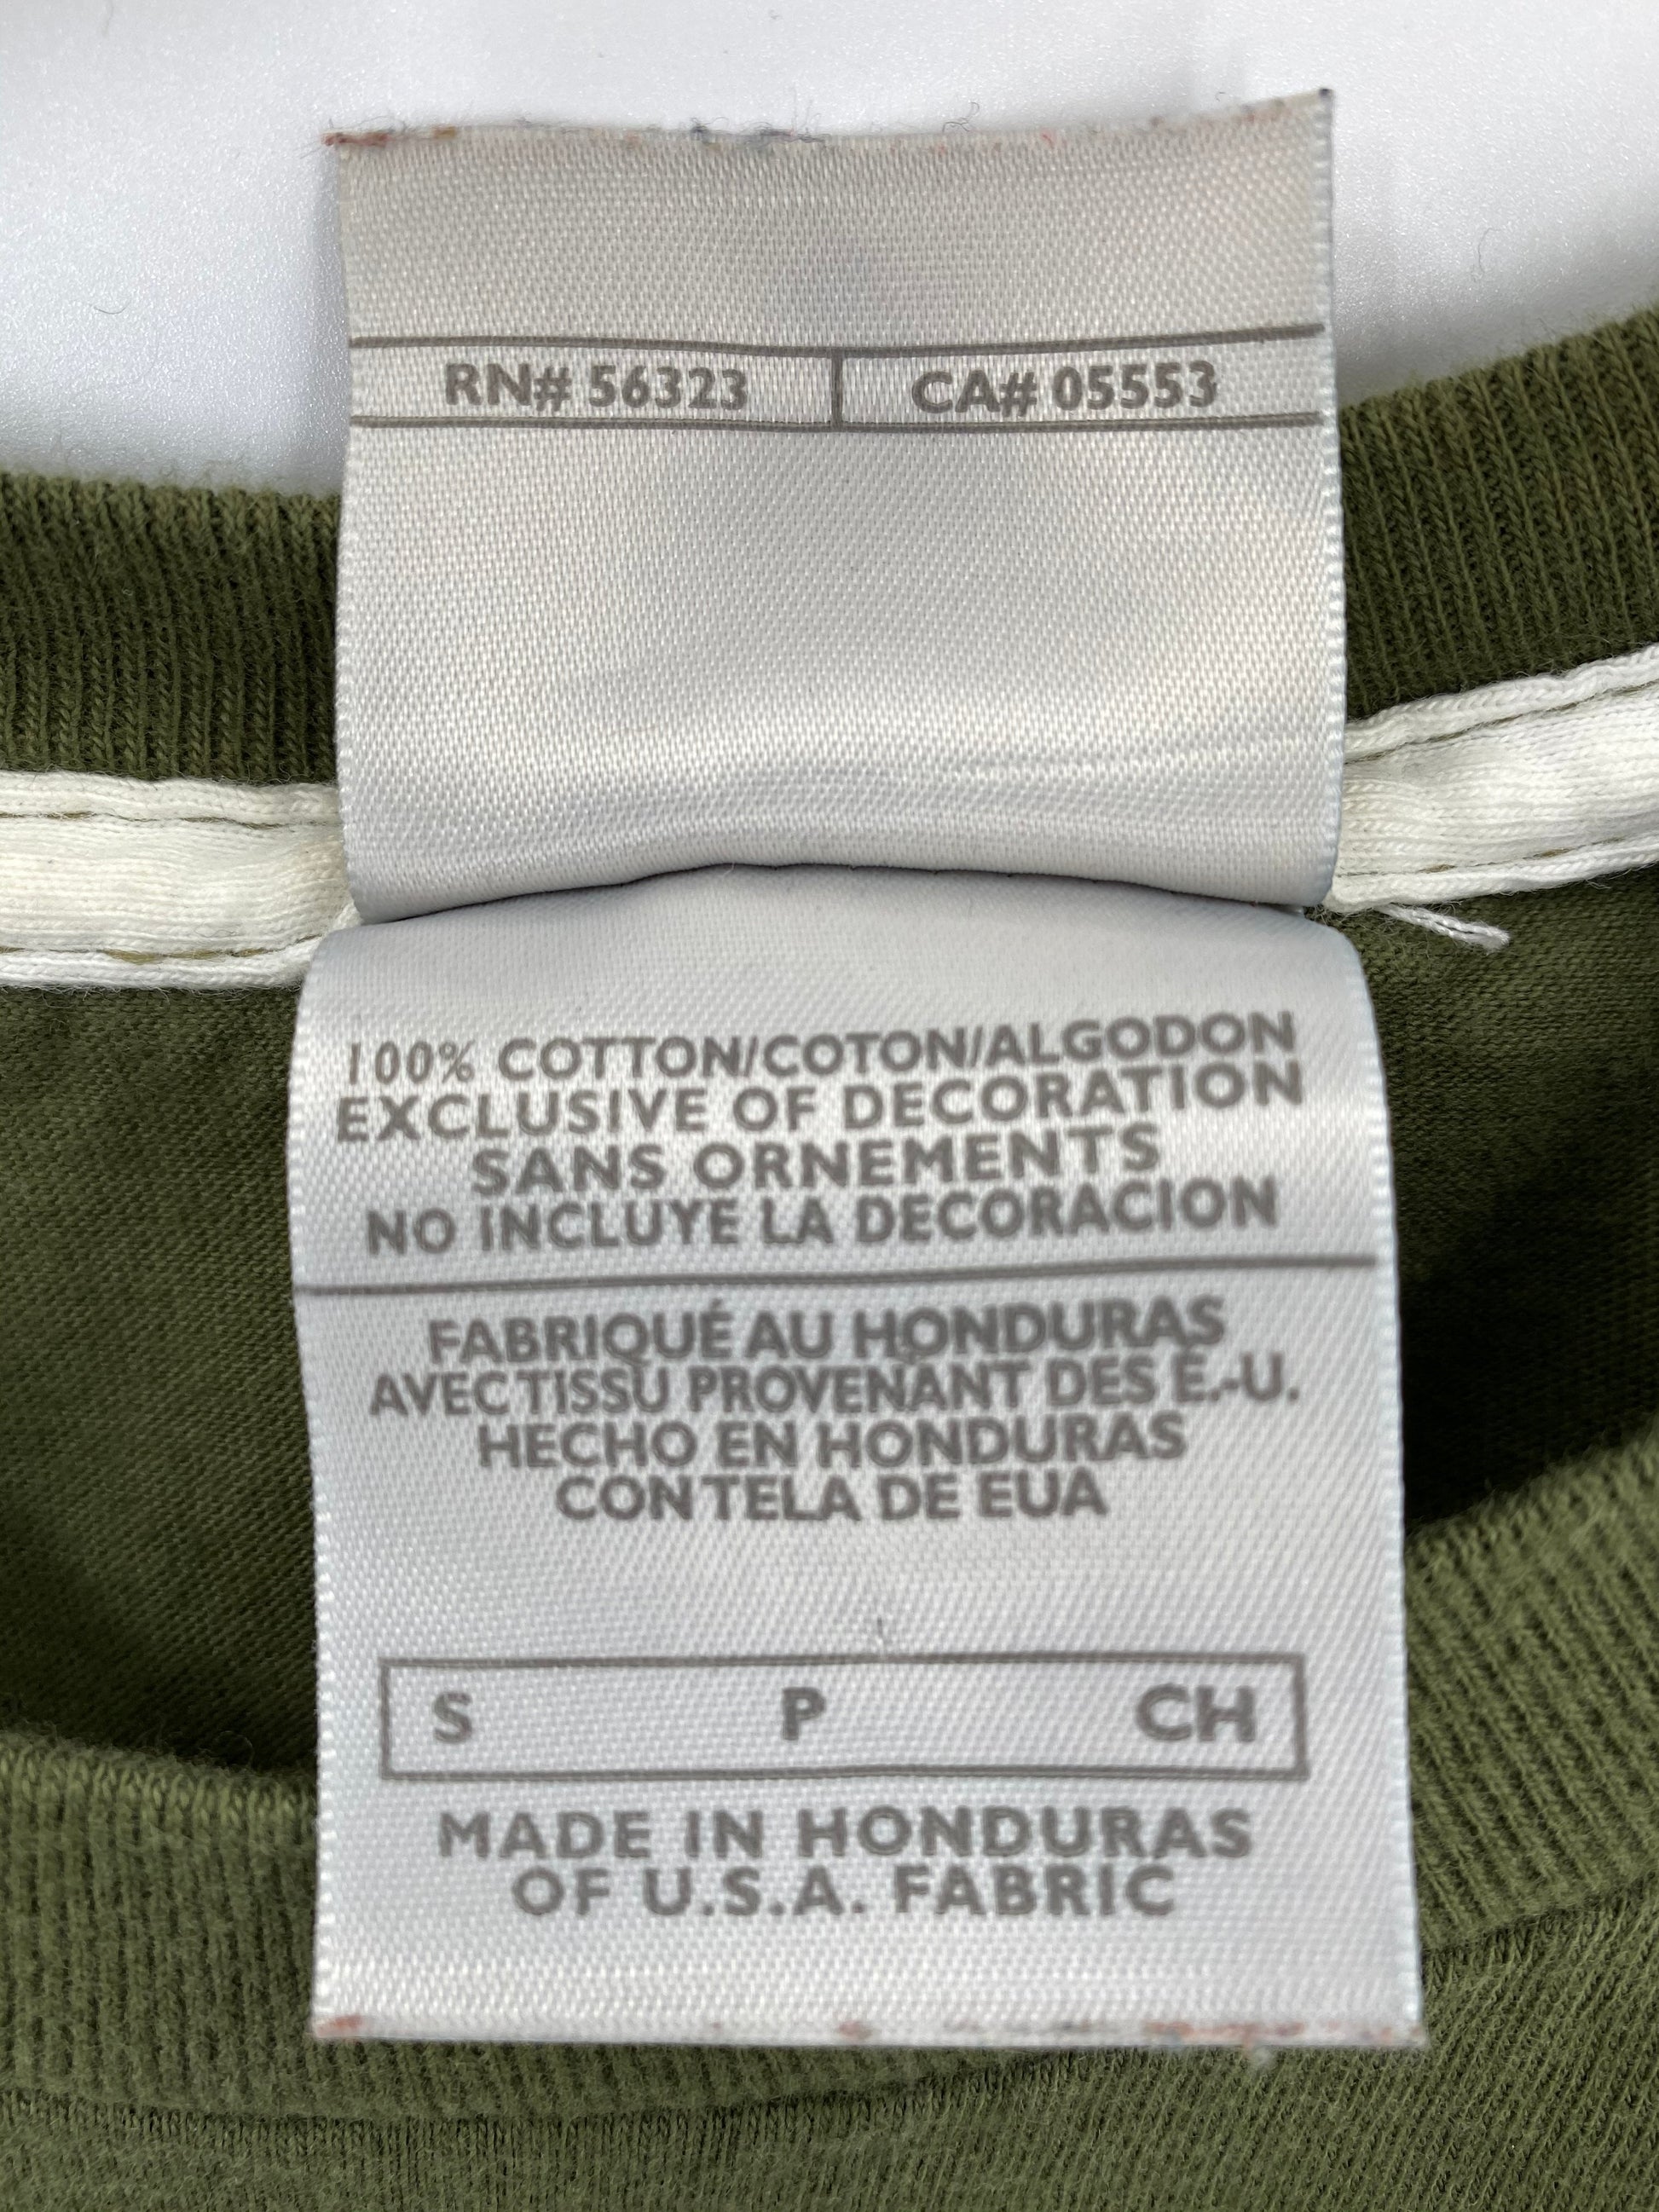 RN# 56323 CA# 05553
100% COTTON/COTON/ALGODON
EXCLUSIVE OF DECORATION
SANS ORNEMENTS
NO INCLUYE LA DECORACION
FABRIQUÉ AU HONDURAS
AVEC TISSU PROVENANT DES É.-U.
HECHO EN HONDURAS
CON TELA DE EUA
S P CH
MADE IN HONDURAS
OF U.S.A. FABRIC